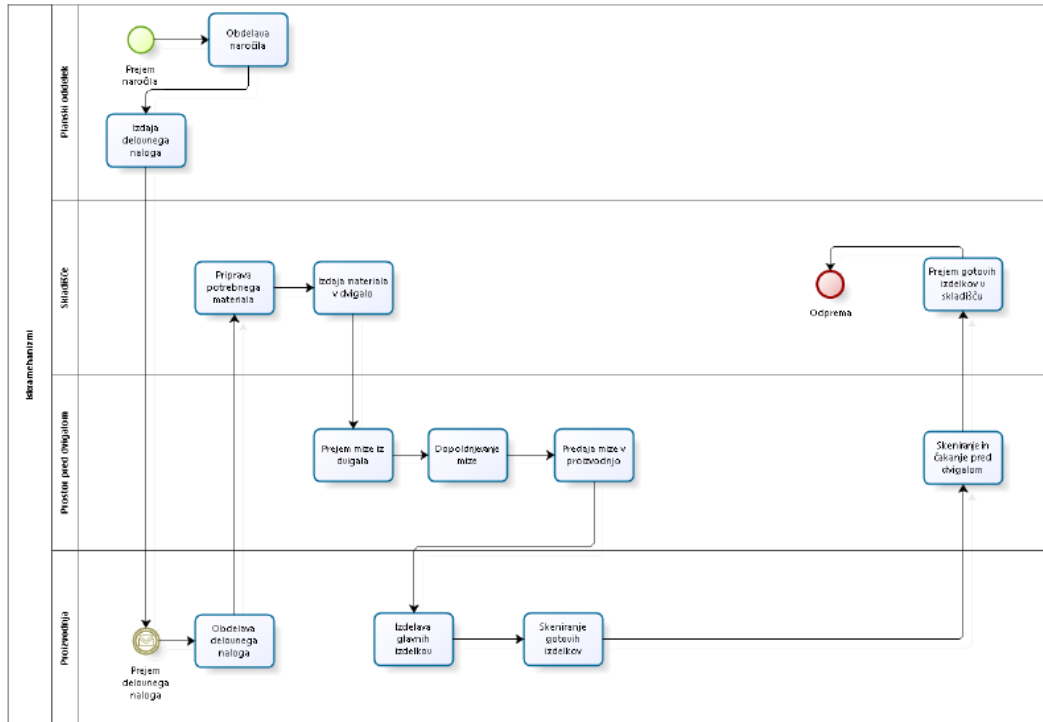 Iskramehanizmi
Planski oddelek
Prejem
naročila
Obdelava
naročila
Izdaja
delovnega
naloga
Skladišče
Priprava
potrebnega
materiala
Izdaja materiala
v dvigalo
Odprema
Prejem gotovih
izdelkov v
skladišču
Prostor pred dvigalom
Prejem mize iz
dvigala
Dopoldnjevanje
mize
Predaja mize v
proizvodnjo
Skeniranje in
čakanje pred
dvigalom
Proizvodnja
Prejem
delovnega
naloga
Obdelava
delovnega
naloga
Izdelava
glavnih
izdelkov
Skeniranje
gotovih
izdelkov